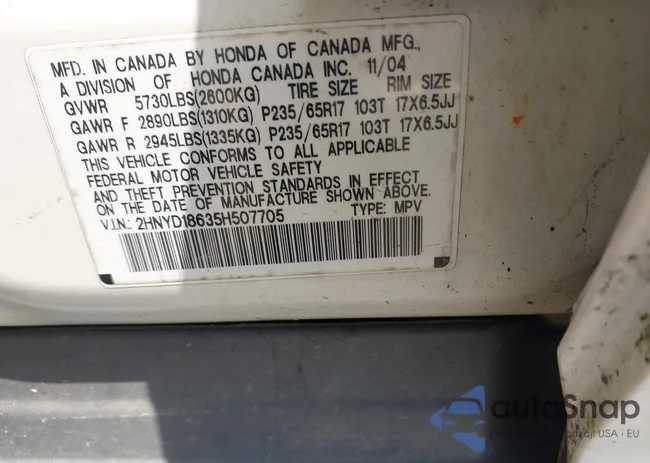 MFD. IN CANADA BY HONDA OF CANADA MFG.,
A DIVISION OF HONDA CANADA INC. 11/04
GVWR 5730LBS(2600KG) TIRE SIZE RIM SIZE
GAWR F 2890LBS(1310KG) P235/65R17 103T 17X6.5JJ
GAWR R 2945LBS(1335KG) P235/65R17 103T 17X6.5JJ
THIS VEHICLE CONFORMS TO ALL APPLICABLE
FEDERAL MOTOR VEHICLE SAFETY
AND THEFT PREVENTION STANDARDS IN EFFECT
ON THE DATE OF MANUFACTURE SHOWN ABOVE.
V.I.N.: 2HNYD18635H507705 TYPE: MPV
autoSnap
USA i EU